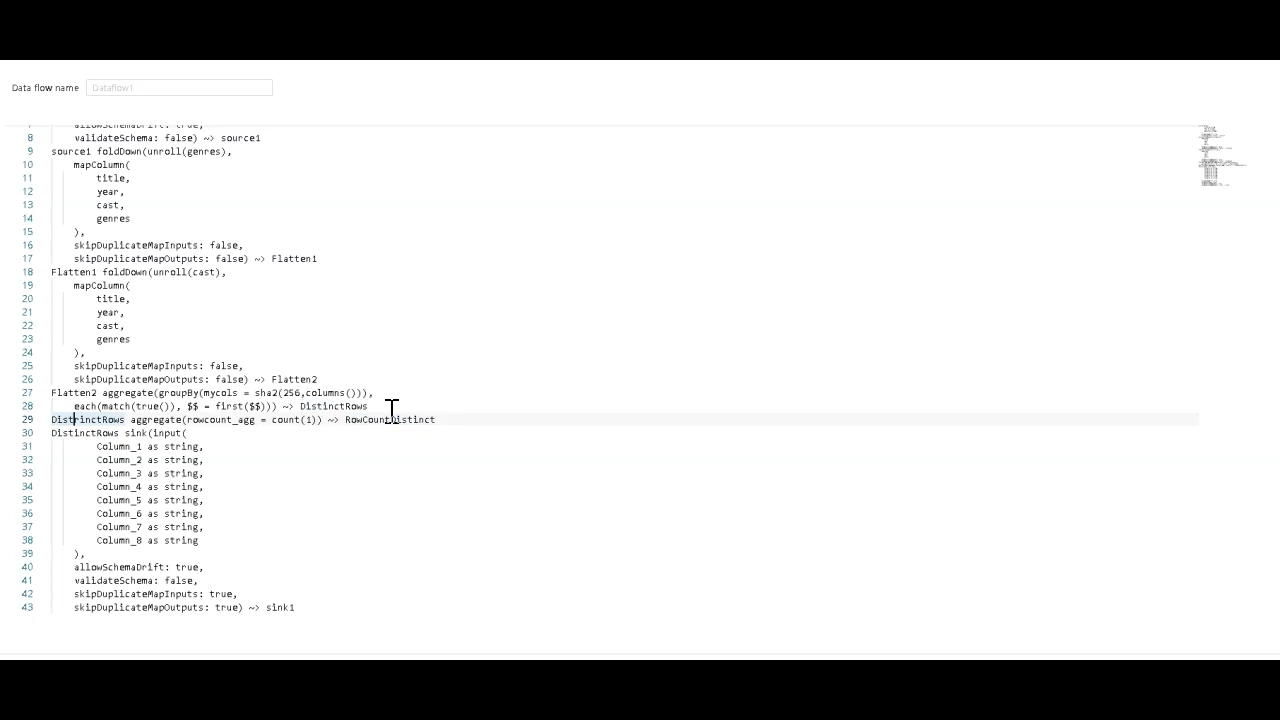 Data flow name Dataflow1
allowSchemaDrift: true,
8 validateSchema: false) ~> source1
9 source1 foldDown(unroll(genres),
10 mapColumn(
11 title,
12 year,
13 cast,
14 genres
15 ),
16 skipDuplicateMapInputs: false,
17 skipDuplicateMapOutputs: false) ~> Flatten1
18 Flatten1 foldDown(unroll(cast),
19 mapColumn(
20 title,
21 year,
22 cast,
23 genres
24 ),
25 skipDuplicateMapInputs: false,
26 skipDuplicateMapOutputs: false) ~> Flatten2
27 Flatten2 aggregate(groupBy(mycols = sha2(256,columns())),
28 each(match(true()), $$ = first($$))) ~> DistinctRows
29 DistrinctRows aggregate(rowcount_agg = count(1)) ~> RowCountDistinct
30 DistinctRows sink(input(
31 Column_1 as string,
32 Column_2 as string,
33 Column_3 as string,
34 Column_4 as string,
35 Column_5 as string,
36 Column_6 as string,
37 Column_7 as string,
38 Column_8 as string
39 ),
40 allowSchemaDrift: true,
41 validateSchema: false,
42 skipDuplicateMapInputs: true,
43 skipDuplicateMapOutputs: true) ~> sink1